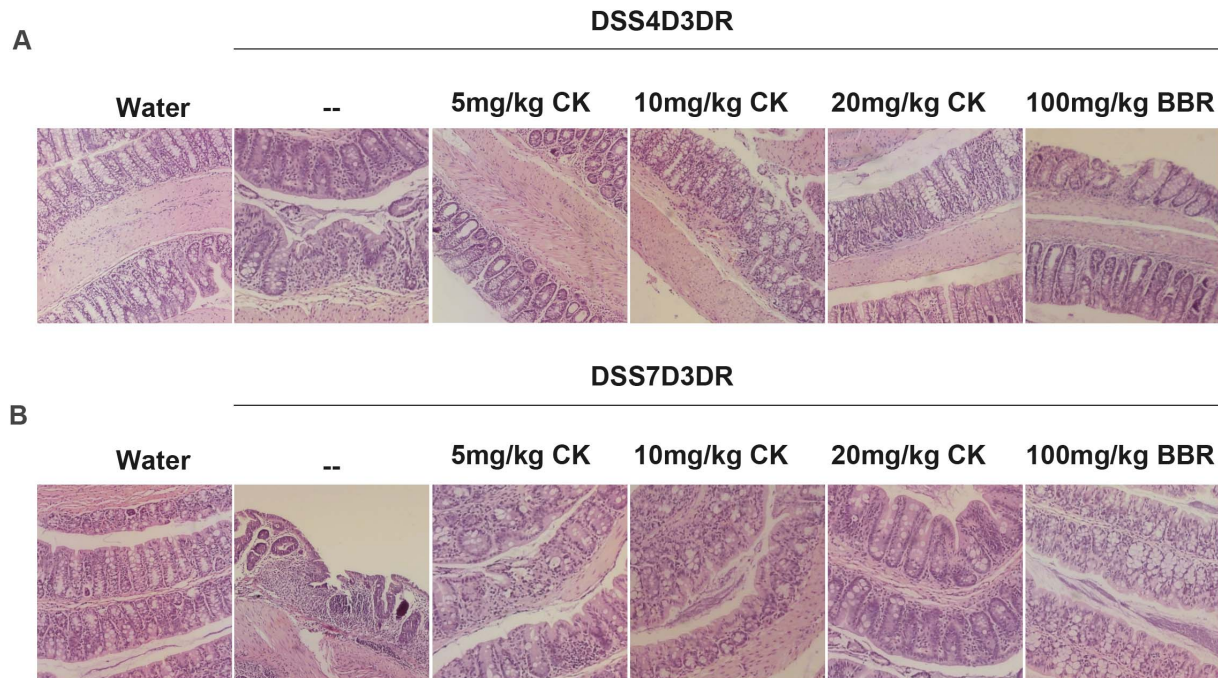 A
DSS4D3DR
Water -- 5mg/kg CK 10mg/kg CK 20mg/kg CK 100mg/kg BBR
B
DSS7D3DR
Water -- 5mg/kg CK 10mg/kg CK 20mg/kg CK 100mg/kg BBR